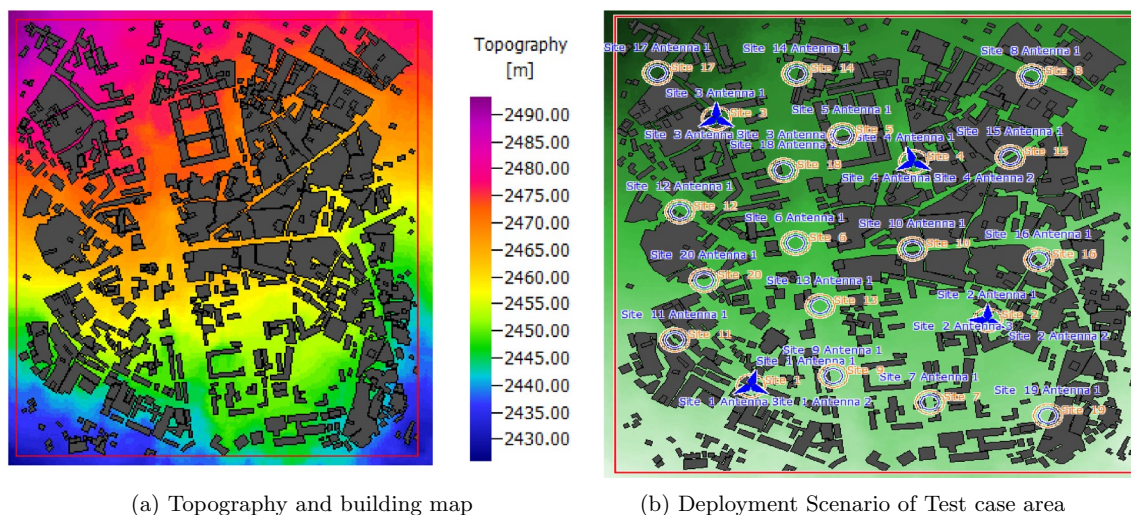 Topography
[m]
2490.00
2485.00
2480.00
2475.00
2470.00
2465.00
2460.00
2455.00
2450.00
2445.00
2440.00
2435.00
2430.00
Site 17 Antenna 1
Site 14 Antenna 1
Site 8 Antenna 1
Site 17
Site 14
Site 8
Site 3 Antenna 1
Site 5 Antenna 1
Site 3
Site 3 Antenna Site 3 Antenna
Site 5
Site 4 Antenna 1
Site 15 Antenna 1
Site 18 Antenna 1
Site 4
Site 15
Site 18
Site 4 Antenna Site 4 Antenna 2
Site 12 Antenna 1
Site 12
Site 6 Antenna 1
Site 10 Antenna 1
Site 16 Antenna 1
Site 6
Site 10
Site 20 Antenna 1
Site 16
Site 20
Site 13 Antenna 1
Site 2 Antenna 1
Site 13
Site 11 Antenna 1
Site 2
Site 2 Antenna 3
Site 11
Site 2 Antenna 2
Site 9 Antenna 1
Site 1 Antenna 1
Site 9
Site 7 Antenna 1
Site 1
Site 19 Antenna 1
Site 1 Antenna Site 1 Antenna 2
Site 7
Site 19
(a) Topography and building map
(b) Deployment Scenario of Test case area